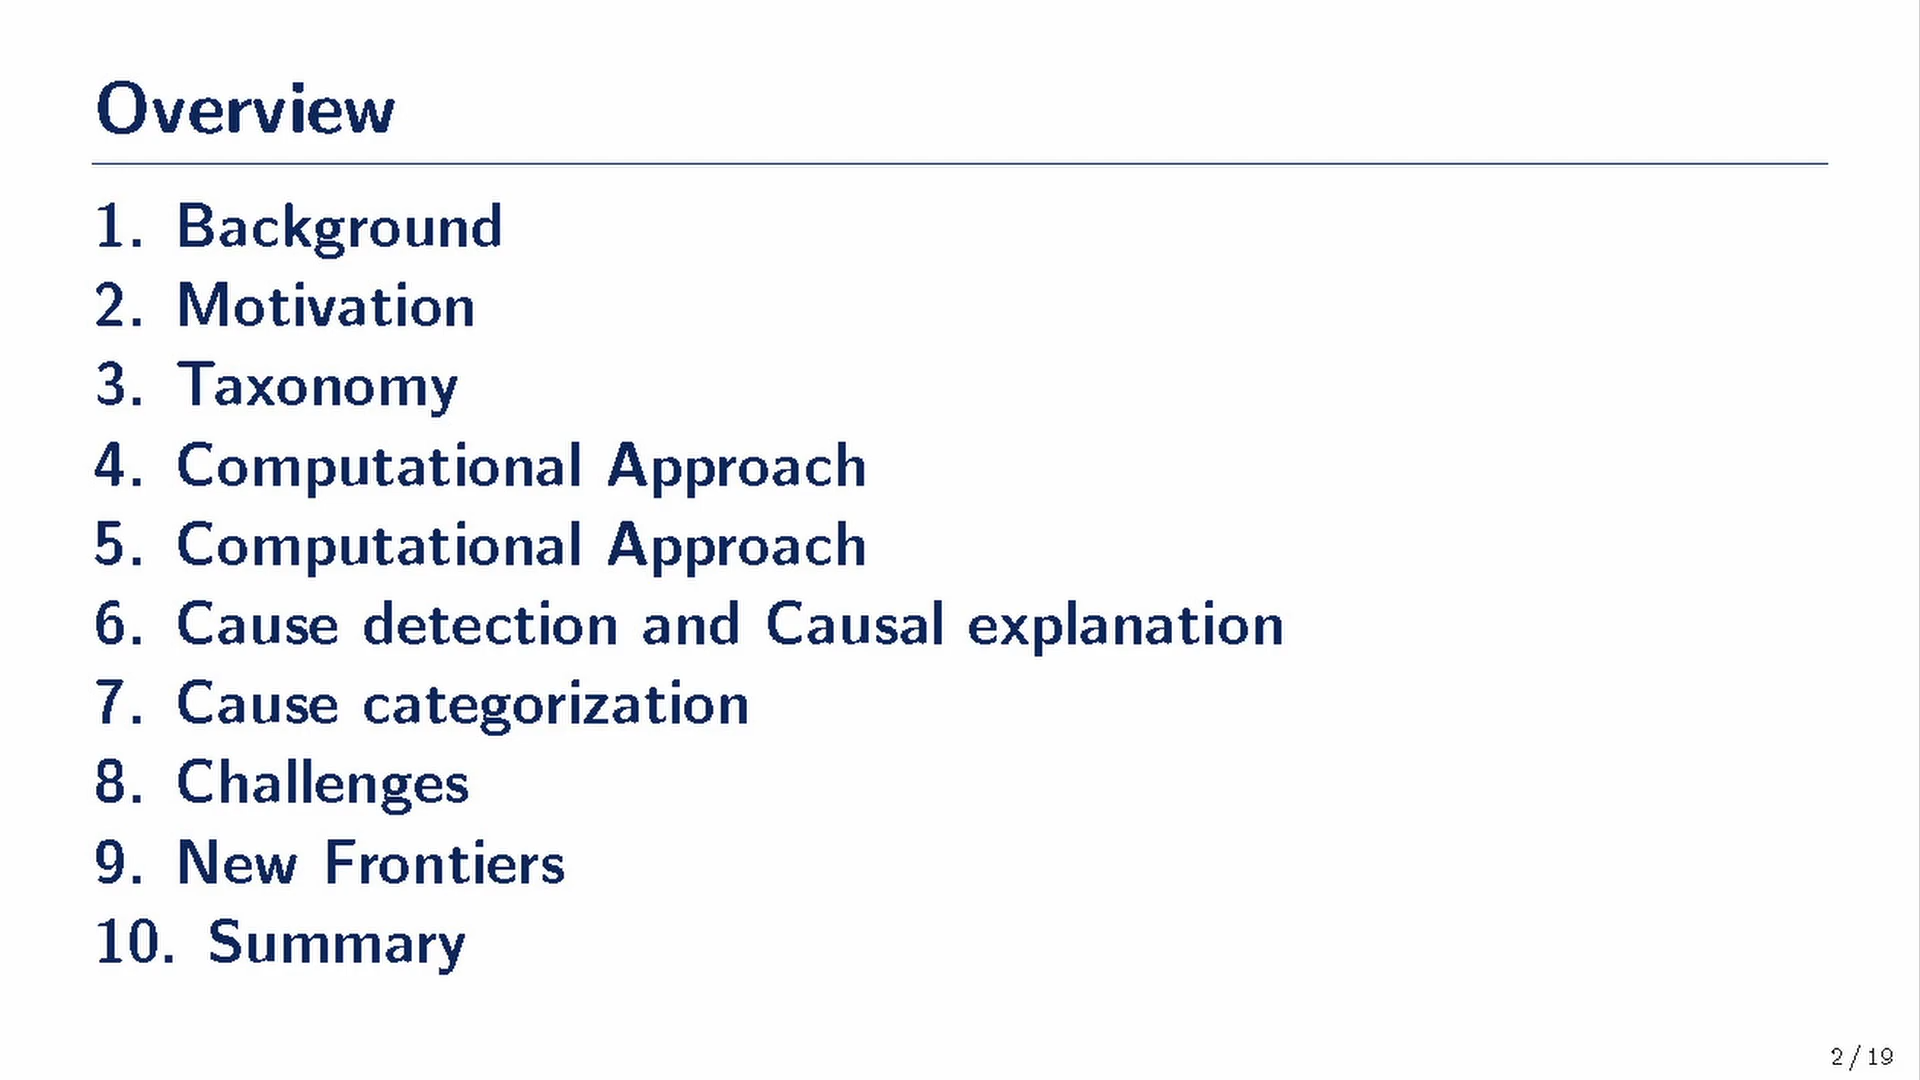 Overview
1. Background
2. Motivation
3. Taxonomy
4. Computational Approach
5. Computational Approach
6. Cause detection and Causal explanation
7. Cause categorization
8. Challenges
9. New Frontiers
10. Summary
2 / 19